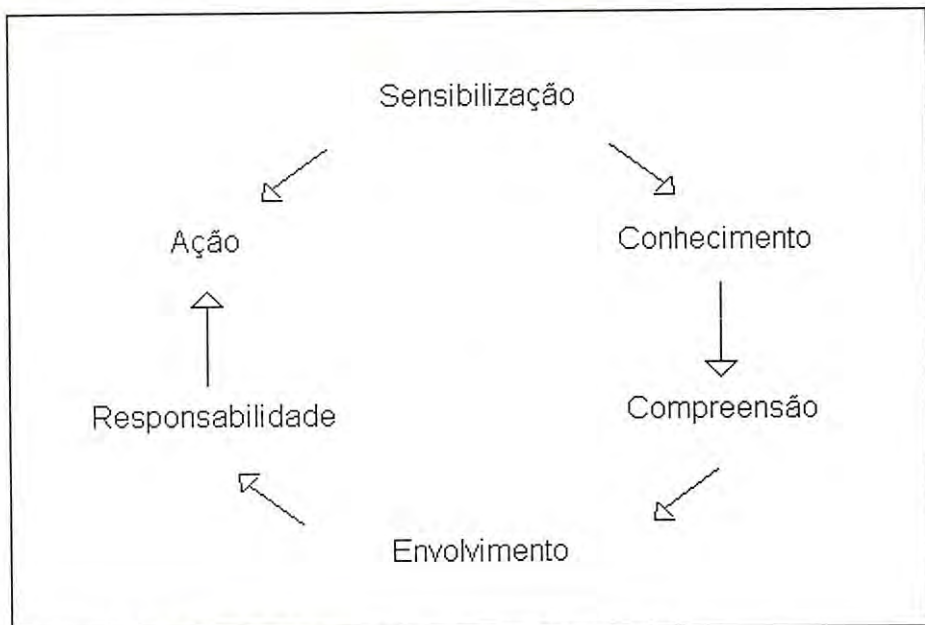 Sensibilização
Ação
Conhecimento
Responsabilidade
Compreensão
Envolvimento